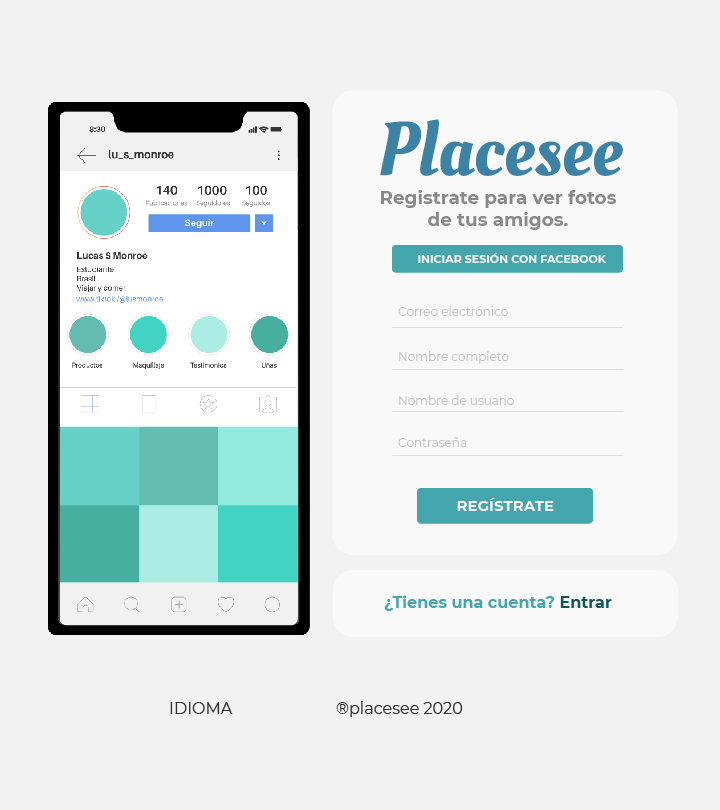 8:30
lu_s_monroe
140 1000 100
Publicaciones Seguidores Seguidos
Seguir
Lucas S Monroe
Estudiante
Brasil
Viajar y comer
www.tiktok/@lusmonroe
Productos Maquillaje Testimonios Uñas
Placesee
Registrate para ver fotos
de tus amigos.
INICIAR SESIÓN CON FACEBOOK
Correo electrónico
Nombre completo
Nombre de usuario
Contraseña
REGÍSTRATE
¿Tienes una cuenta? Entrar
IDIOMA ®placesee 2020